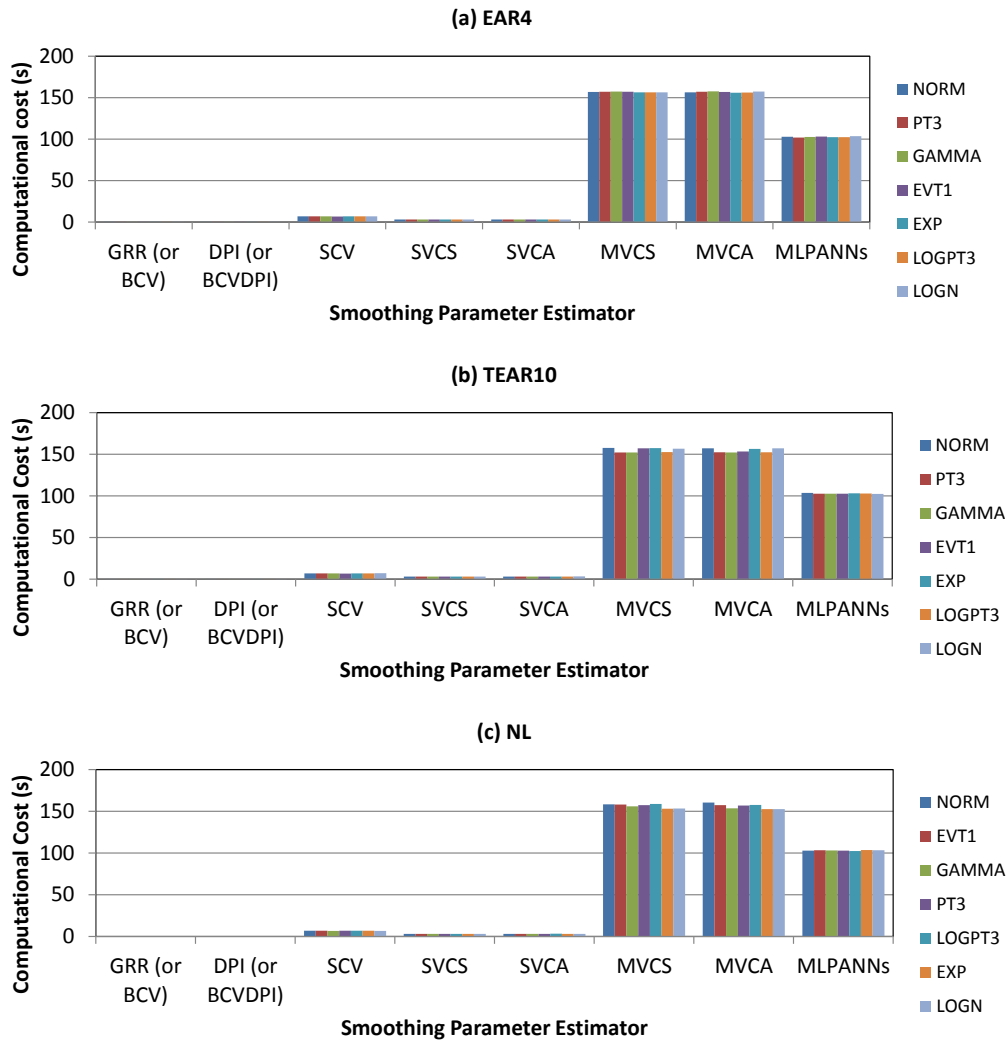 (a) EAR4
Computational cost (s)
200
150
100
50
0
GRR (or BCV)
DPI (or BCVDPI)
SCV
SVCS
SVCA
MVCS
MVCA
MLPANNs
Smoothing Parameter Estimator
NORM
PT3
GAMMA
EVT1
EXP
LOGPT3
LOGN
(b) TEAR10
Computational Cost (s)
200
150
100
50
0
GRR (or BCV)
DPI (or BCVDPI)
SCV
SVCS
SVCA
MVCS
MVCA
MLPANNs
Smoothing Parameter Estimator
NORM
PT3
GAMMA
EVT1
EXP
LOGPT3
LOGN
(c) NL
Computational Cost (s)
200
150
100
50
0
GRR (or BCV)
DPI (or BCVDPI)
SCV
SVCS
SVCA
MVCS
MVCA
MLPANNs
Smoothing Parameter Estimator
NORM
EVT1
GAMMA
PT3
LOGPT3
EXP
LOGN